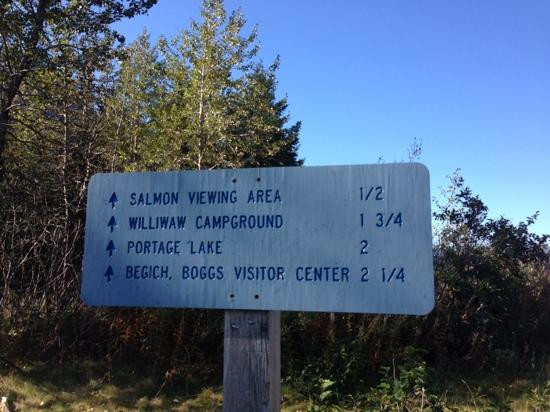 ↑ SALMON VIEWING AREA 1/2
↑ WILLIWAW CAMPGROUND 1 3/4
↑ PORTAGE LAKE 2
↑ BEGICH, BOGGS VISITOR CENTER 2 1/4